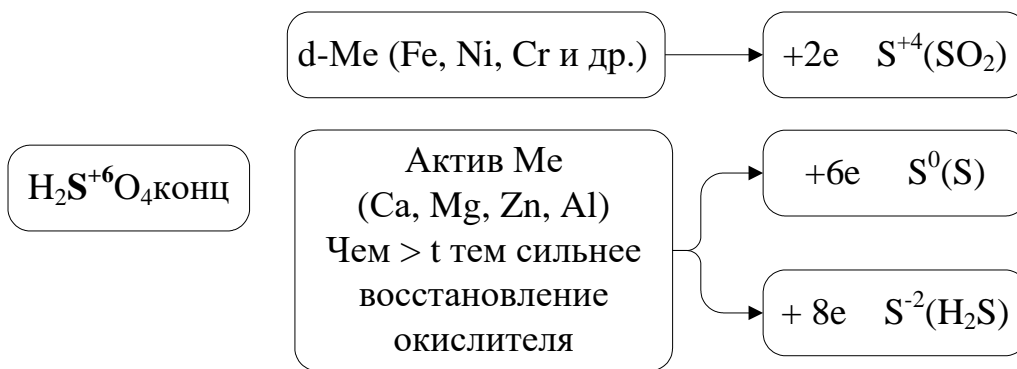 d-Me (Fe, Ni, Cr и др.)
+2e S⁺⁴(SO₂)
H₂S⁺⁶O₄конц
Актив Me
(Ca, Mg, Zn, Al)
Чем > t тем сильнее
восстановление
окислителя
+6e S⁰(S)
+ 8e S⁻²(H₂S)